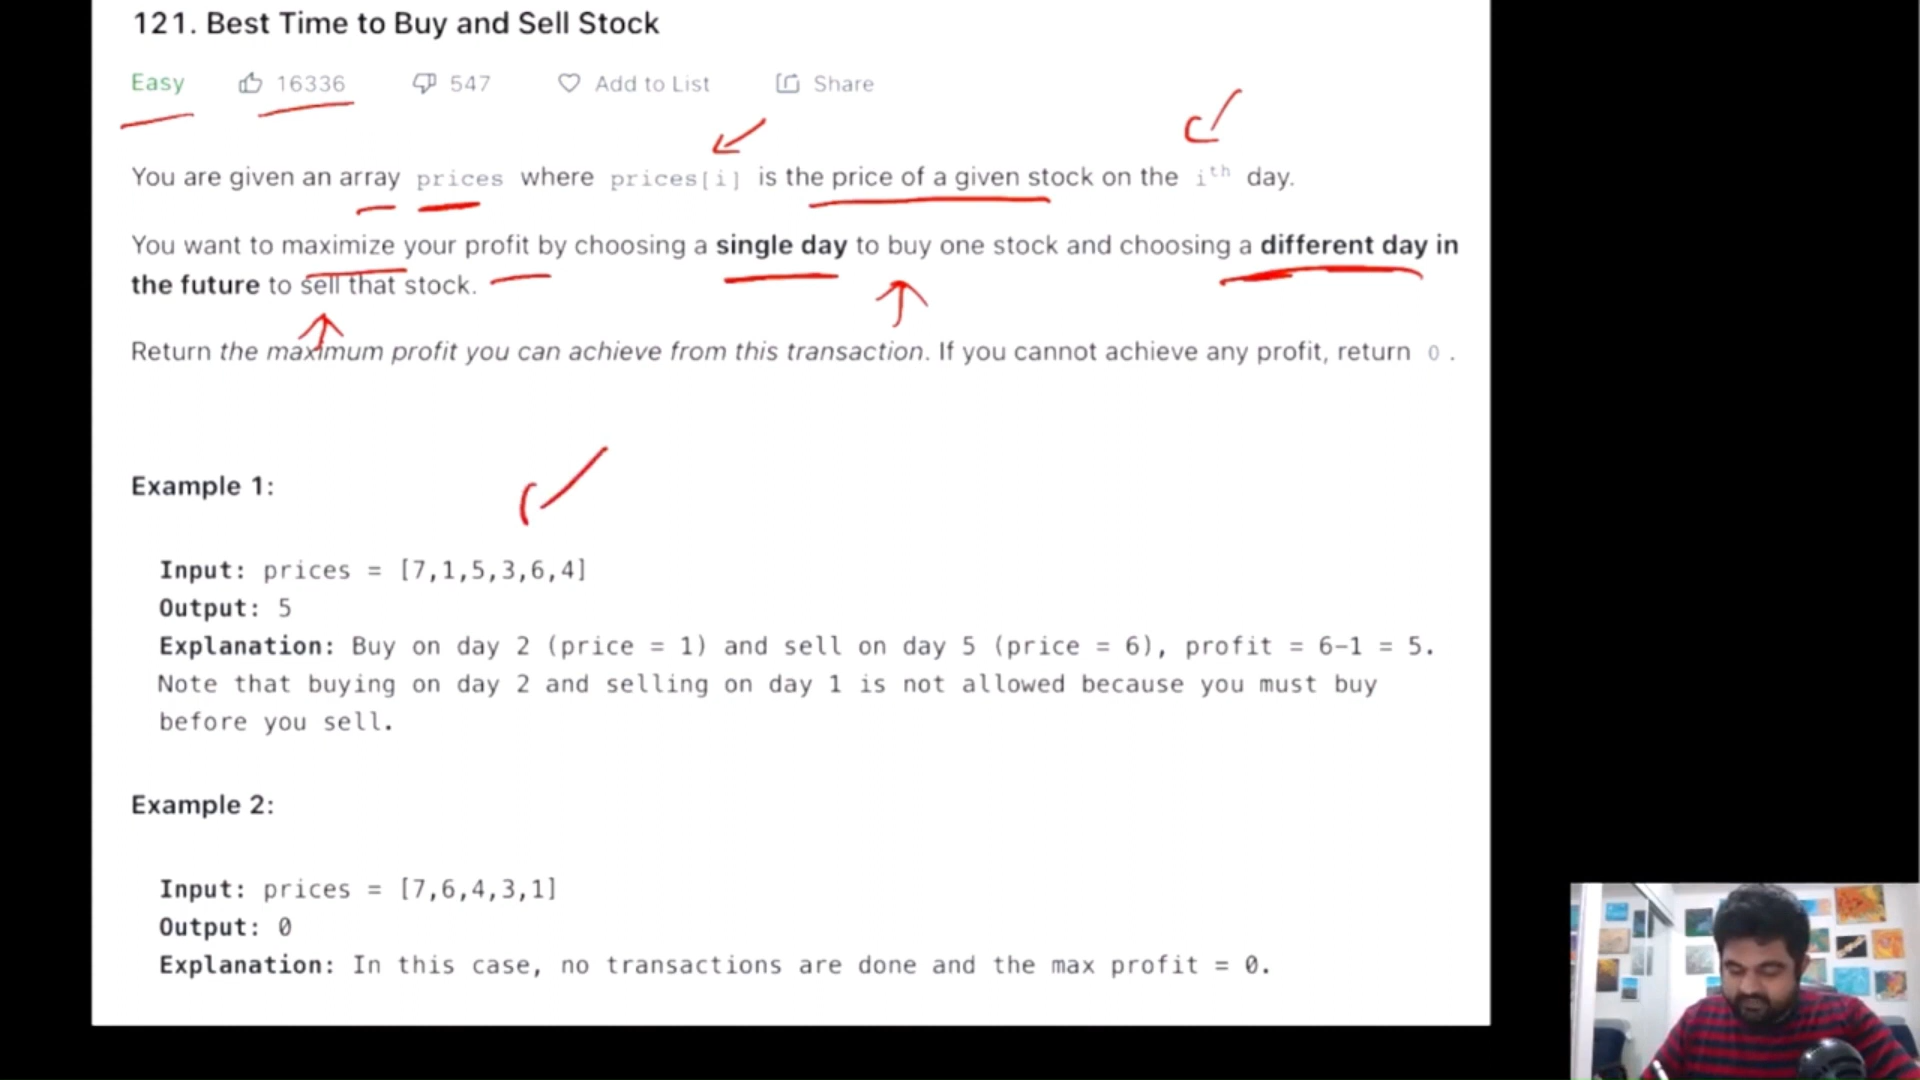 121. Best Time to Buy and Sell Stock
Easy 16336 547 Add to List Share
You are given an array prices where prices[i] is the price of a given stock on the ith day.
You want to maximize your profit by choosing a single day to buy one stock and choosing a different day in
the future to sell that stock.
Return the maximum profit you can achieve from this transaction. If you cannot achieve any profit, return 0 .
Example 1:
Input: prices = [7,1,5,3,6,4]
Output: 5
Explanation: Buy on day 2 (price = 1) and sell on day 5 (price = 6), profit = 6-1 = 5.
Note that buying on day 2 and selling on day 1 is not allowed because you must buy
before you sell.
Example 2:
Input: prices = [7,6,4,3,1]
Output: 0
Explanation: In this case, no transactions are done and the max profit = 0.